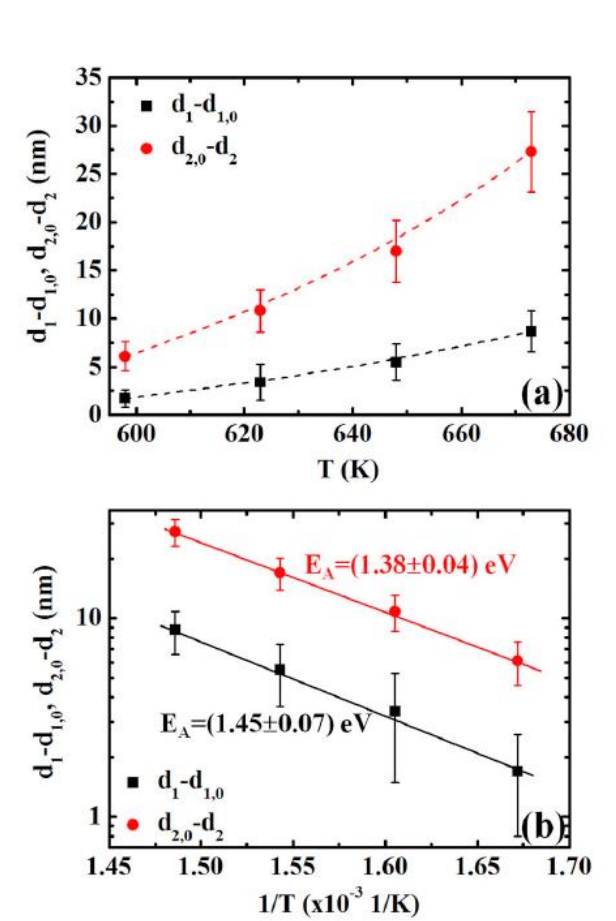 35
30
25
20
15
10
5
0
d1-d1,0, d2,0-d2 (nm)
d1-d1,0
d2,0-d2
(a)
600 620 640 660 680
T (K)
10
1
d1-d1,0, d2,0-d2 (nm)
EA=(1.38±0.04) eV
EA=(1.45±0.07) eV
d1-d1,0
d2,0-d2
(b)
1.45 1.50 1.55 1.60 1.65 1.70
1/T (x10-3 1/K)